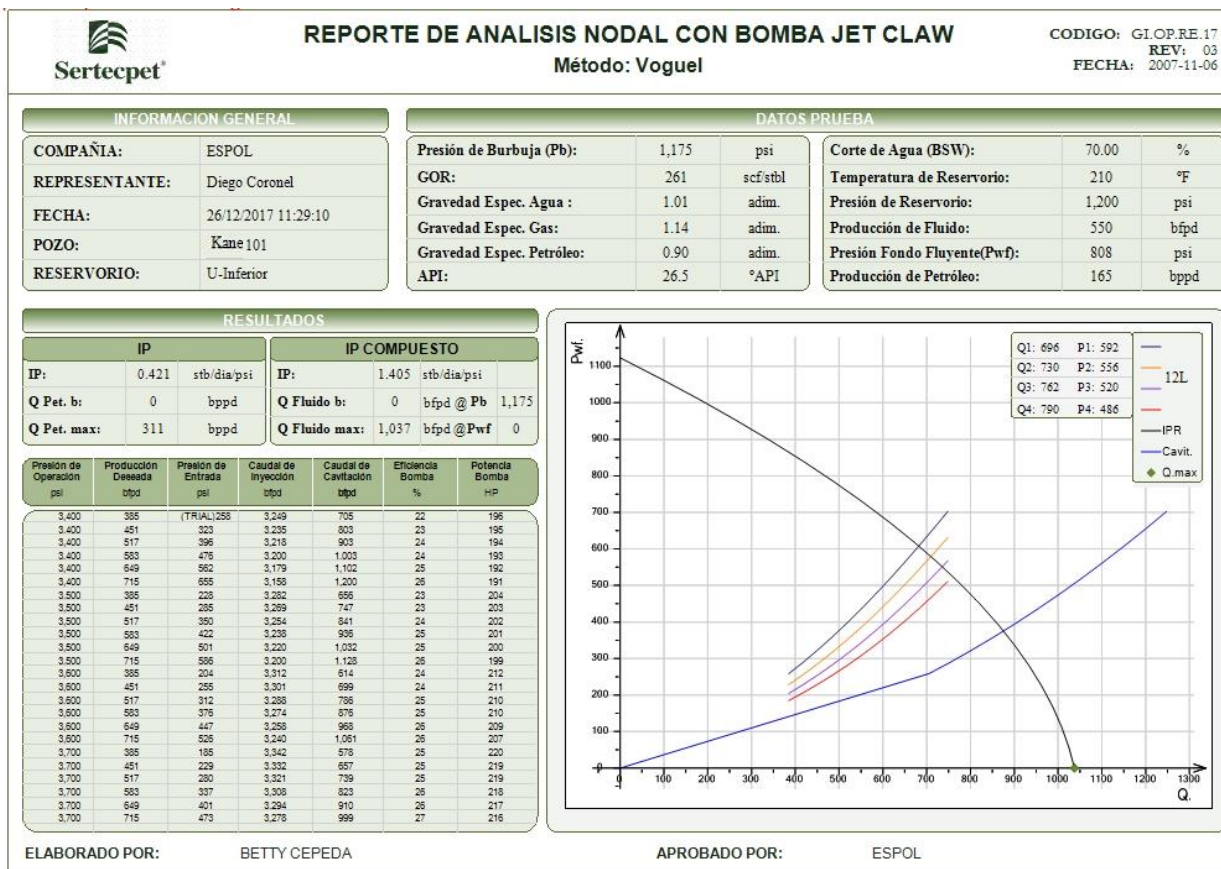 Sertecpet
REPORTE DE ANALISIS NODAL CON BOMBA JET CLAW
Método: Voguel
CODIGO: GI.OP.RE.17
REV: 03
FECHA: 2007-11-06
INFORMACION GENERAL
COMPAÑIA: ESPOL
REPRESENTANTE: Diego Coronel
FECHA: 26/12/2017 11:29:10
POZO: Kane 101
RESERVORIO: U-Inferior
DATOS PRUEBA
Presión de Burbuja (Pb): 1,175 psi
GOR: 261 scf/stbl
Gravedad Espec. Agua : 1.01 adim.
Gravedad Espec. Gas: 1.14 adim.
Gravedad Espec. Petróleo: 0.90 adim.
API: 26.5 °API
Corte de Agua (BSW): 70.00 %
Temperatura de Reservorio: 210 °F
Presión de Reservorio: 1,200 psi
Producción de Fluido: 550 bfpd
Presión Fondo Fluyente(Pwf): 808 psi
Producción de Petróleo: 165 bppd
RESULTADOS
IP
IP: 0.421 stb/dia/psi
Q Pet. b: 0 bppd
Q Pet. max: 311 bppd
IP COMPUESTO
IP: 1.405 stb/dia/psi
Q Fluido b: 0 bfpd @ Pb 1,175
Q Fluido max: 1,037 bfpd @Pwf 0
Presión de Operación psi Producción Deseada bfpd Presión de Entrada psi Caudal de Inyección bfpd Caudal de Cavitación bfpd Eficiencia Bomba % Potencia Bomba HP
3,400 385 (TRIAL)258 3,249 705 22 196
3,400 451 323 3,235 803 23 195
3,400 517 396 3,218 903 24 194
3,400 583 476 3,200 1,003 24 193
3,400 649 562 3,179 1,102 25 192
3,400 715 655 3,158 1,200 26 191
3,500 385 228 3,282 656 23 204
3,500 451 285 3,269 747 23 203
3,500 517 350 3,254 841 24 202
3,500 583 422 3,238 936 25 201
3,500 649 501 3,220 1,032 25 200
3,500 715 586 3,200 1,128 26 199
3,600 385 204 3,312 614 24 212
3,600 451 255 3,301 699 24 211
3,600 517 312 3,288 786 25 210
3,600 583 376 3,274 876 25 210
3,600 649 447 3,258 968 26 209
3,600 715 526 3,240 1,061 26 207
3,700 385 185 3,342 578 25 220
3,700 451 229 3,332 657 25 219
3,700 517 280 3,321 739 25 219
3,700 583 337 3,308 823 26 218
3,700 649 401 3,294 910 26 217
3,700 715 473 3,278 999 27 216
Pwf.
1100
1000
900
800
700
600
500
400
300
200
100
0
0 100 200 300 400 500 600 700 800 900 1000 1100 1200 1300
Q.
Q1: 696 P1: 592
Q2: 730 P2: 556
Q3: 762 P3: 520
Q4: 790 P4: 486
12L
IPR
Cavit.
Q.max
ELABORADO POR: BETTY CEPEDA
APROBADO POR: ESPOL